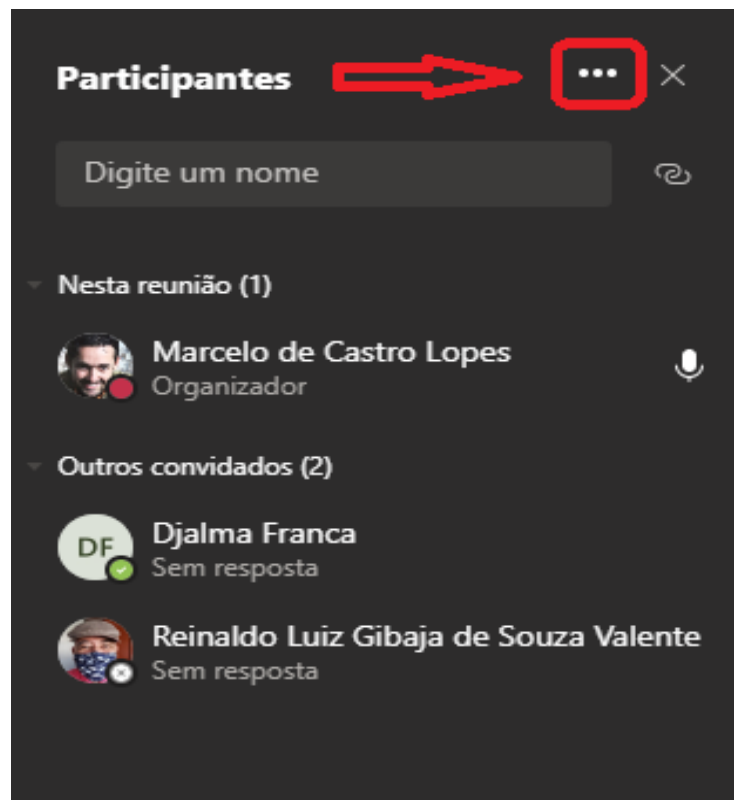 Participantes
Digite um nome
Nesta reunião (1)
Marcelo de Castro Lopes
Organizador
Outros convidados (2)
DF
Djalma Franca
Sem resposta
Reinaldo Luiz Gibaja de Souza Valente
Sem resposta